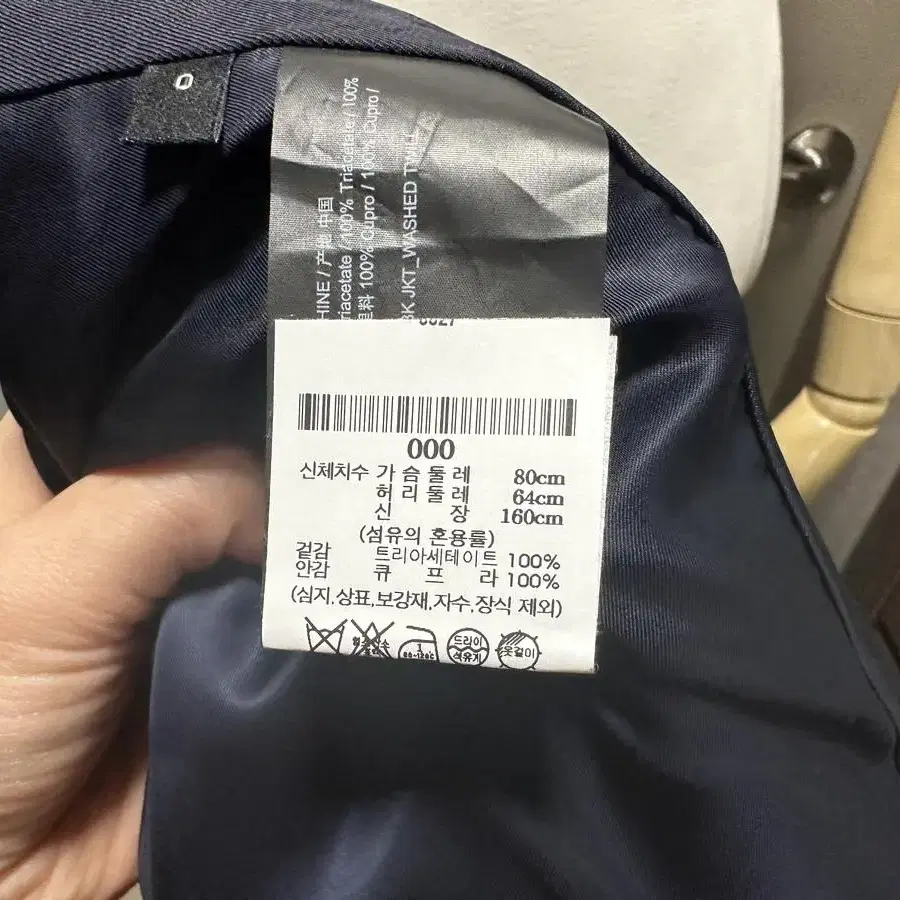 0
HINE / 产地 中国
riacetate / 100% Triacetate / 100%
料 100% Cupro / 100% Cupro /
BK JKT_WASHED TWILL
000
신체치수 가슴둘레 80cm
허리둘레 64cm
신 장 160cm
(섬유의 혼용률)
겉감 트리아세테이트 100%
안감 큐 프 라 100%
(심지,상표,보강재,자수,장식 제외)
드라이
석유계
옷걸이